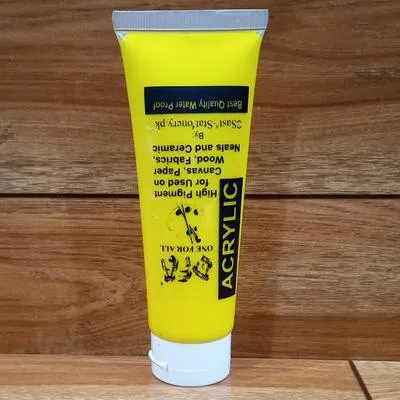 ACRYLIC
ONE FOR ALL
High Pigment
for Used on
Canvas, Paper
Wood, Fabrics,
Neals and Ceramic
By:
Sasti-Stationery.pk
Best Quality Water Proof